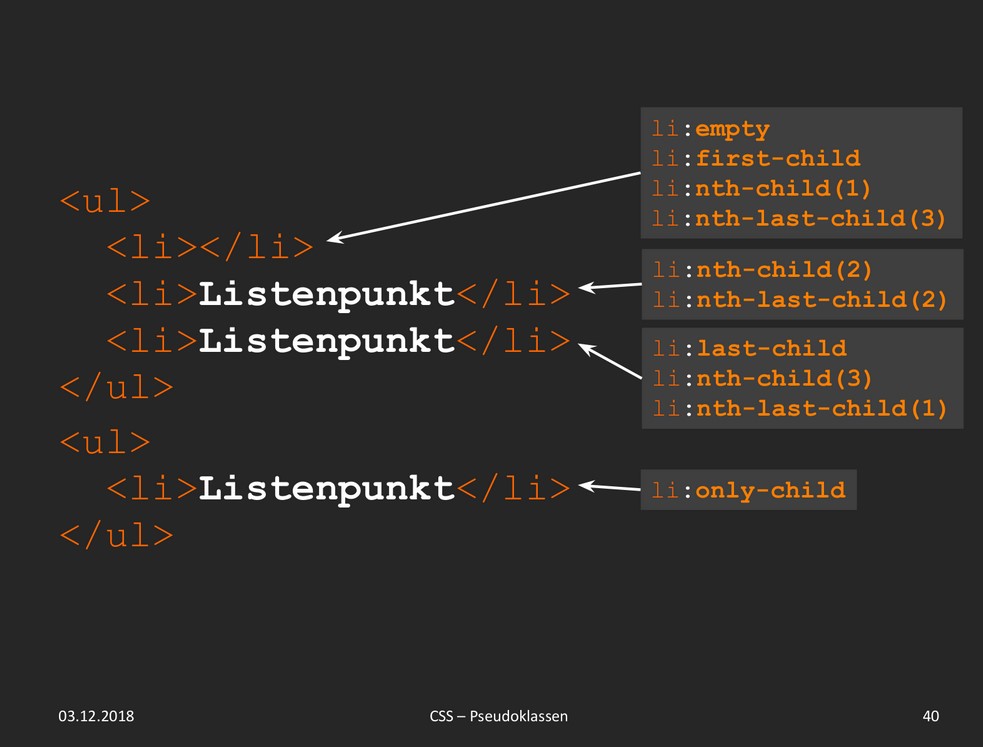 <ul>
<li></li>
<li>Listenpunkt</li>
<li>Listenpunkt</li>
</ul>
<ul>
<li>Listenpunkt</li>
</ul>
li:empty
li:first-child
li:nth-child(1)
li:nth-last-child(3)
li:nth-child(2)
li:nth-last-child(2)
li:last-child
li:nth-child(3)
li:nth-last-child(1)
li:only-child
03.12.2018
CSS – Pseudoklassen
40